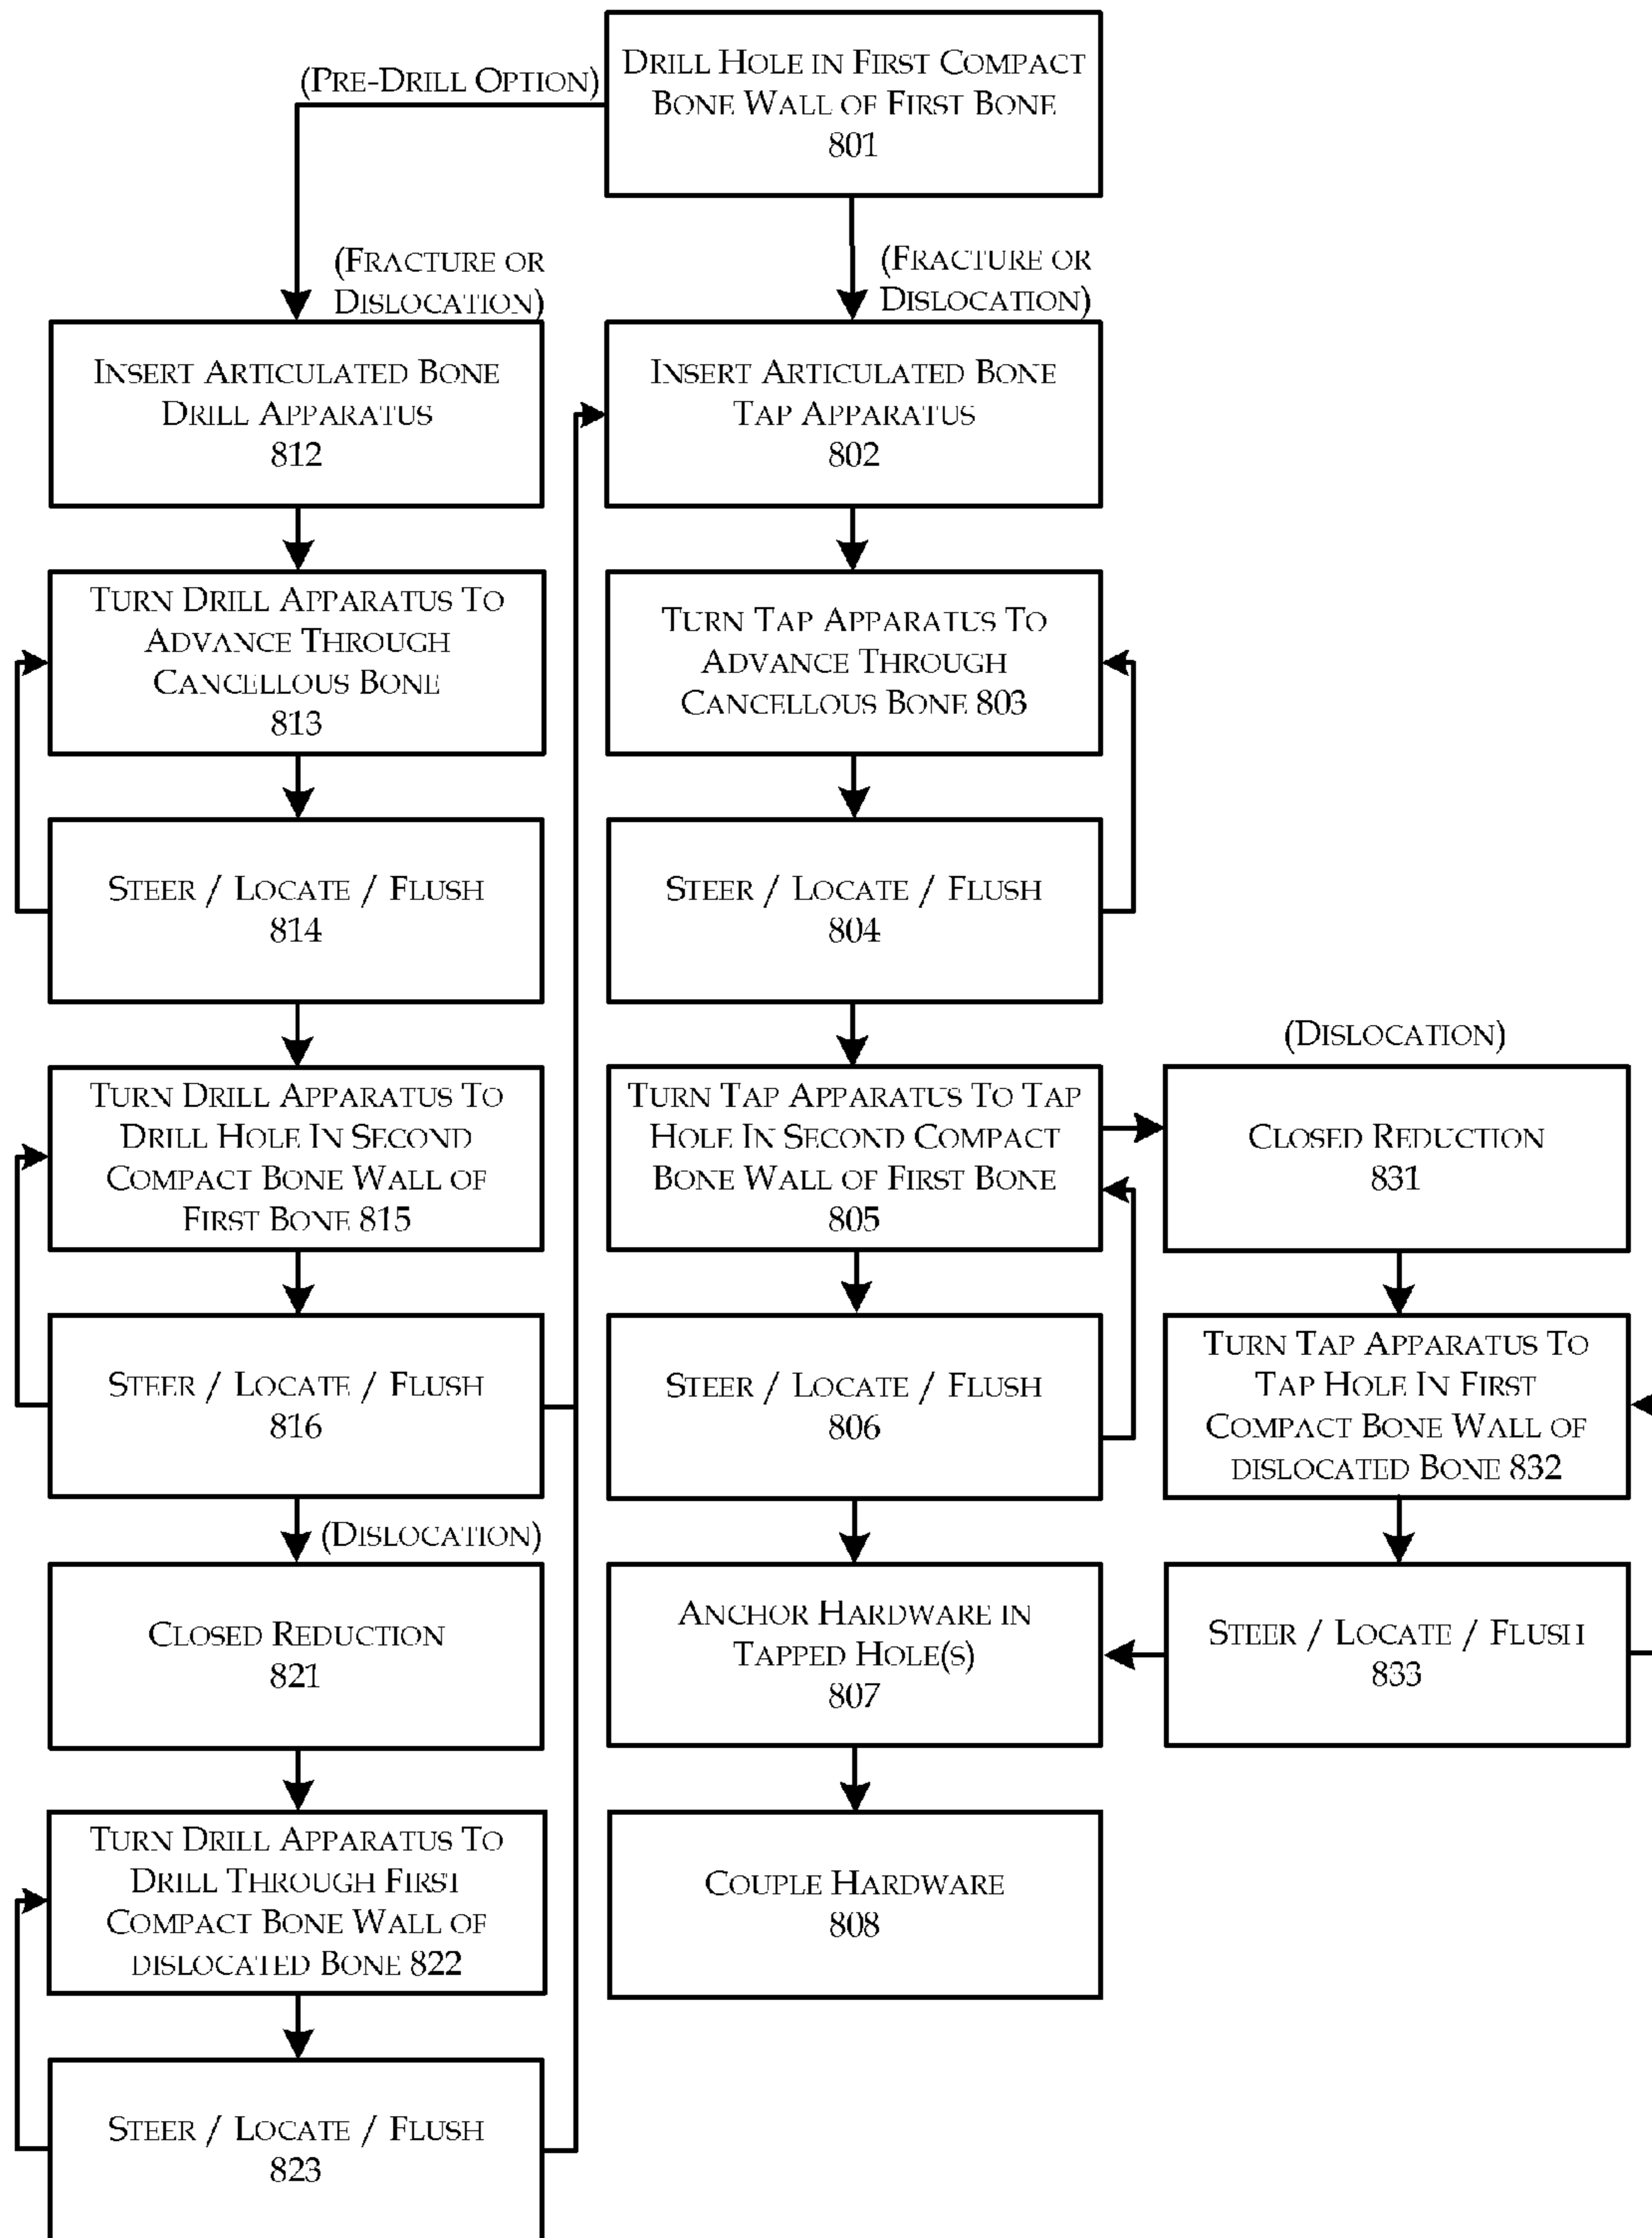 (Pre-Drill Option)
Drill Hole in First Compact
Bone Wall of First Bone
801
(Fracture or
Dislocation)
(Fracture or
Dislocation)
Insert Articulated Bone
Drill Apparatus
812
Insert Articulated Bone
Tap Apparatus
802
Turn Drill Apparatus To
Advance Through
Cancellous Bone
813
Turn Tap Apparatus To
Advance Through
Cancellous Bone 803
Steer / Locate / Flush
814
Steer / Locate / Flush
804
Turn Drill Apparatus To
Drill Hole In Second
Compact Bone Wall of
First Bone 815
Turn Tap Apparatus To Tap
Hole In Second Compact
Bone Wall of First Bone
805
(Dislocation)
Closed Reduction
831
Steer / Locate / Flush
816
Steer / Locate / Flush
806
Turn Tap Apparatus To
Tap Hole In First
Compact Bone Wall of
dislocated Bone 832
(Dislocation)
Closed Reduction
821
Anchor Hardware in
Tapped Hole(s)
807
Steer / Locate / Flush
833
Turn Drill Apparatus To
Drill Through First
Compact Bone Wall of
dislocated Bone 822
Couple Hardware
808
Steer / Locate / Flush
823